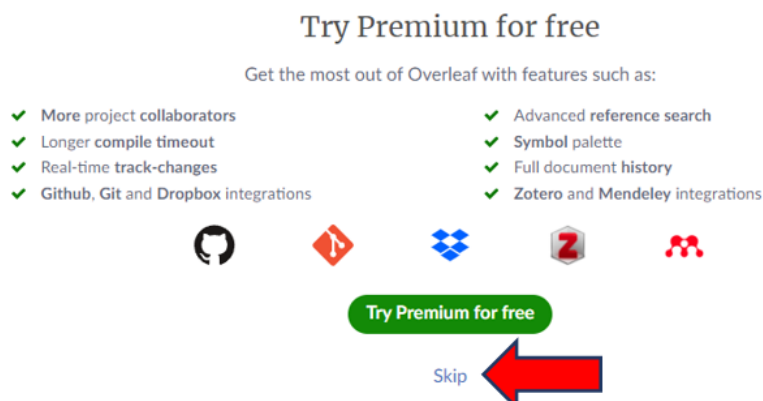 Try Premium for free
Get the most out of Overleaf with features such as:
More project collaborators
Longer compile timeout
Real-time track-changes
Github, Git and Dropbox integrations
Advanced reference search
Symbol palette
Full document history
Zotero and Mendeley integrations
Z
Try Premium for free
Skip